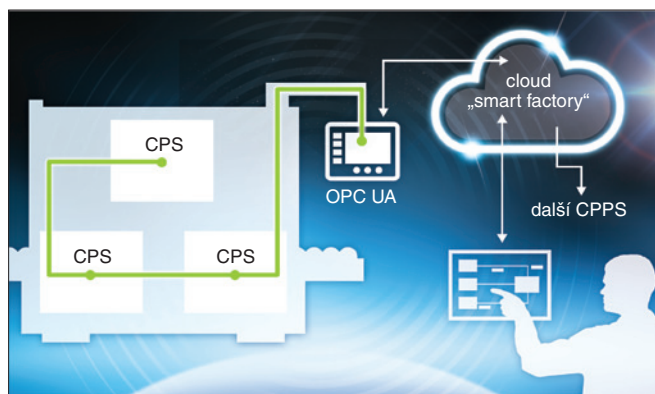 cloud
„smart factory“
CPS
OPC UA
další CPPS
CPS
CPS